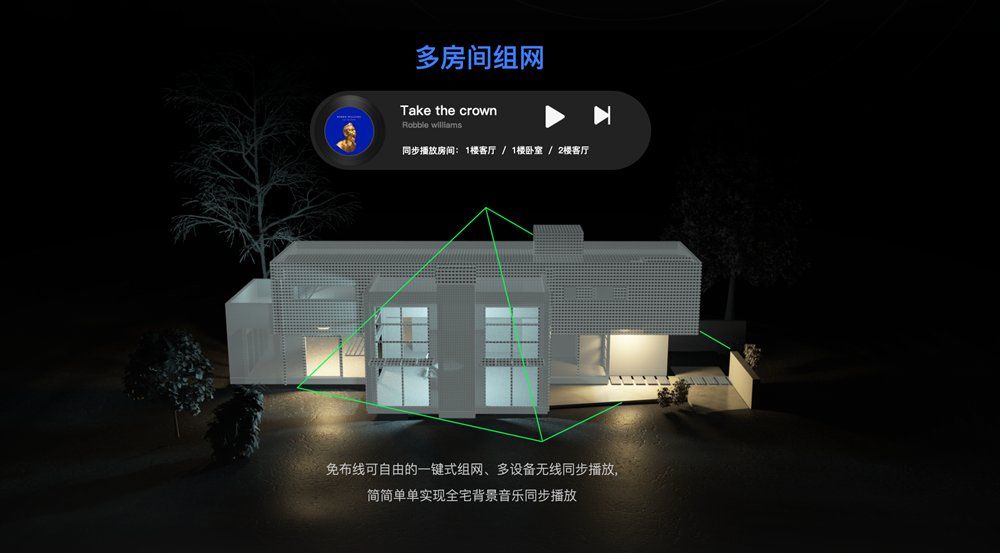 多房间组网
Take the crown
Robbie williams
同步播放房间：1楼客厅 / 1楼卧室 / 2楼客厅
免布线可自由的一键式组网、多设备无线同步播放,
简简单单实现全宅背景音乐同步播放